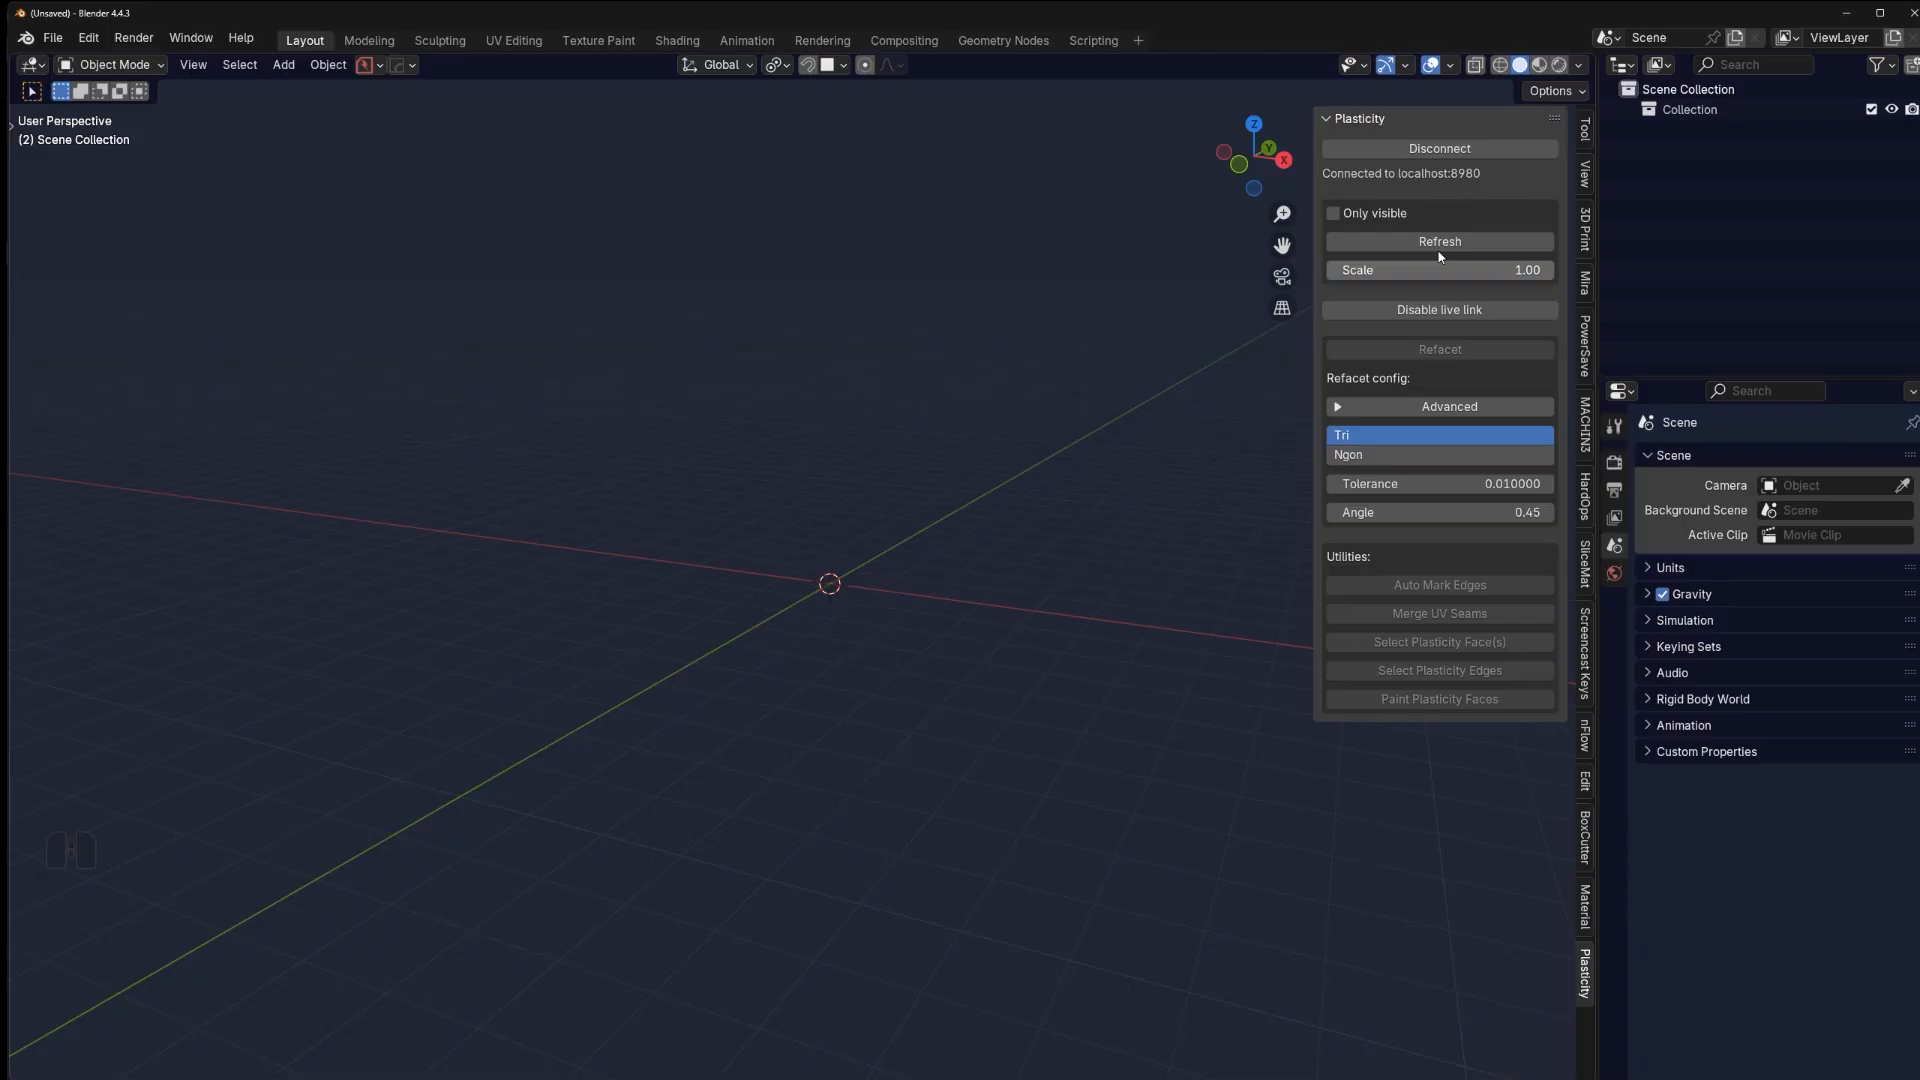 (Unsaved) - Blender 4.4.3
File Edit Render Window Help
Layout Modeling Sculpting UV Editing Texture Paint Shading Animation Rendering Compositing Geometry Nodes Scripting +
Scene
ViewLayer
Object Mode View Select Add Object
Global
Search
Options
User Perspective
(2) Scene Collection
Z
Y
X
Plasticity
Disconnect
Connected to localhost:8980
Only visible
Refresh
Scale 1.00
Disable live link
Refacet
Refacet config:
Advanced
Tri
Ngon
Tolerance 0.010000
Angle 0.45
Utilities:
Auto Mark Edges
Merge UV Seams
Select Plasticity Face(s)
Select Plasticity Edges
Paint Plasticity Faces
Tool
View
3D Print
Mira
PowerSave
MACHIN3
HardOps
SliceMat
Screencast Keys
nFlow
Edit
BoxCutter
Material
Plasticity
Scene Collection
Collection
Search
Scene
Scene
Camera Object
Background Scene Scene
Active Clip Movie Clip
Units
Gravity
Simulation
Keying Sets
Audio
Rigid Body World
Animation
Custom Properties